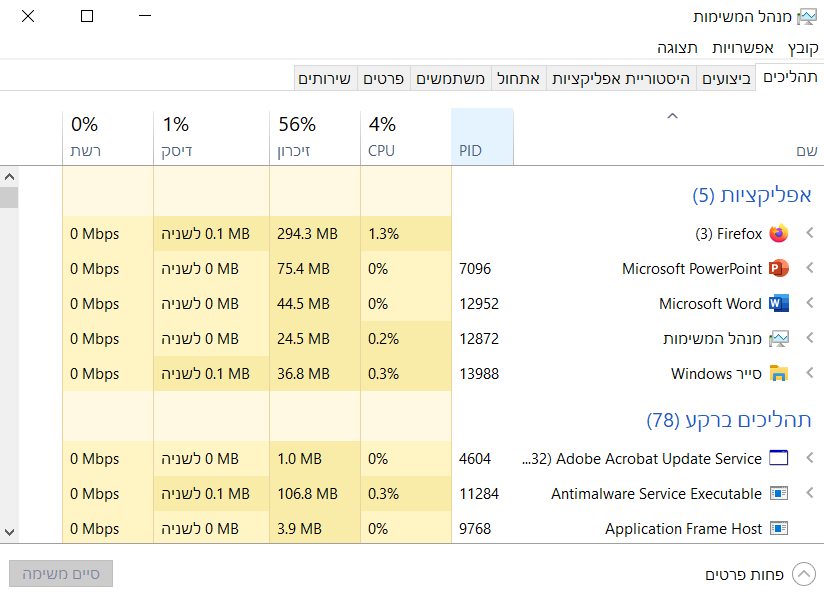 מנהל המשימות
קובץ אפשרויות תצוגה
תהליכים ביצועים היסטוריית אפליקציות אתחול משתמשים פרטים שירותים
4% 56% 1% 0%
שם PID CPU זיכרון דיסק רשת
אפליקציות (5)
Firefox (3) 1.3% 294.3 MB 0.1 MB לשניה 0 Mbps
Microsoft PowerPoint 7096 0% 75.4 MB 0 MB לשניה 0 Mbps
Microsoft Word 12952 0% 44.5 MB 0 MB לשניה 0 Mbps
מנהל המשימות 12872 0.2% 24.5 MB 0 MB לשניה 0 Mbps
סייר Windows 13988 0.3% 36.8 MB 0.1 MB לשניה 0 Mbps
תהליכים ברקע (78)
Adobe Acrobat Update Service (32... 4604 0% 1.0 MB 0 MB לשניה 0 Mbps
Antimalware Service Executable 11284 0.3% 106.8 MB 0.1 MB לשניה 0 Mbps
Application Frame Host 9768 0% 3.9 MB 0 MB לשניה 0 Mbps
פחות פרטים סיים משימה